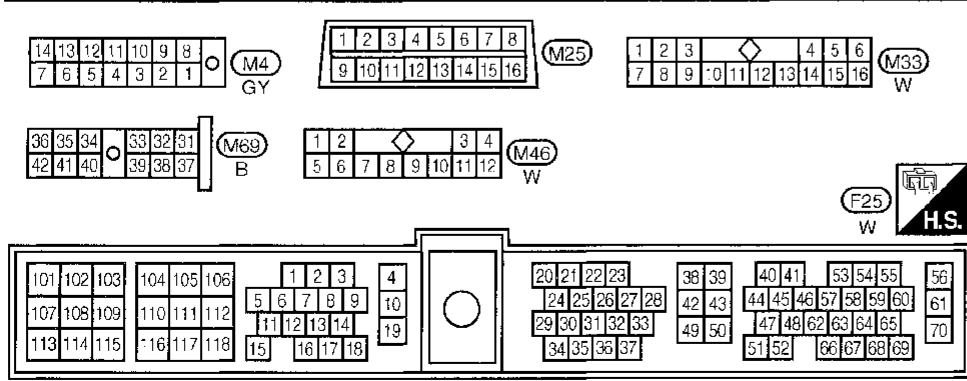 14 13 12 11 10 9 8
7 6 5 4 3 2 1
M4
GY
1 2 3 4 5 6 7 8
9 10 11 12 13 14 15 16
M25
1 2 3 4 5 6
7 8 9 10 11 12 13 14 15 16
M33
W
36 35 34 33 32 31
42 41 40 39 38 37
M69
B
1 2 3 4
5 6 7 8 9 10 11 12
M46
W
F25
W
H.S.
101 102 103 104 105 106 1 2 3 4
107 108 109 110 111 112 5 6 7 8 9 10
113 114 115 116 117 118 11 12 13 14 19
15 16 17 18
20 21 22 23 38 39 40 41 53 54 55 56
24 25 26 27 28 42 43 44 45 46 57 58 59 60 61
29 30 31 32 33 49 50 47 48 62 63 64 65 70
34 35 36 37 51 52 66 67 68 69